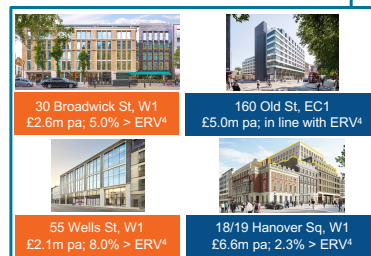 30 Broadwick St, W1
£2.6m pa; 5.0% > ERV⁴
160 Old St, EC1
£5.0m pa; in line with ERV⁴
55 Wells St, W1
£2.1m pa; 8.0% > ERV⁴
18/19 Hanover Sq, W1
£6.6m pa; 2.3% > ERV⁴